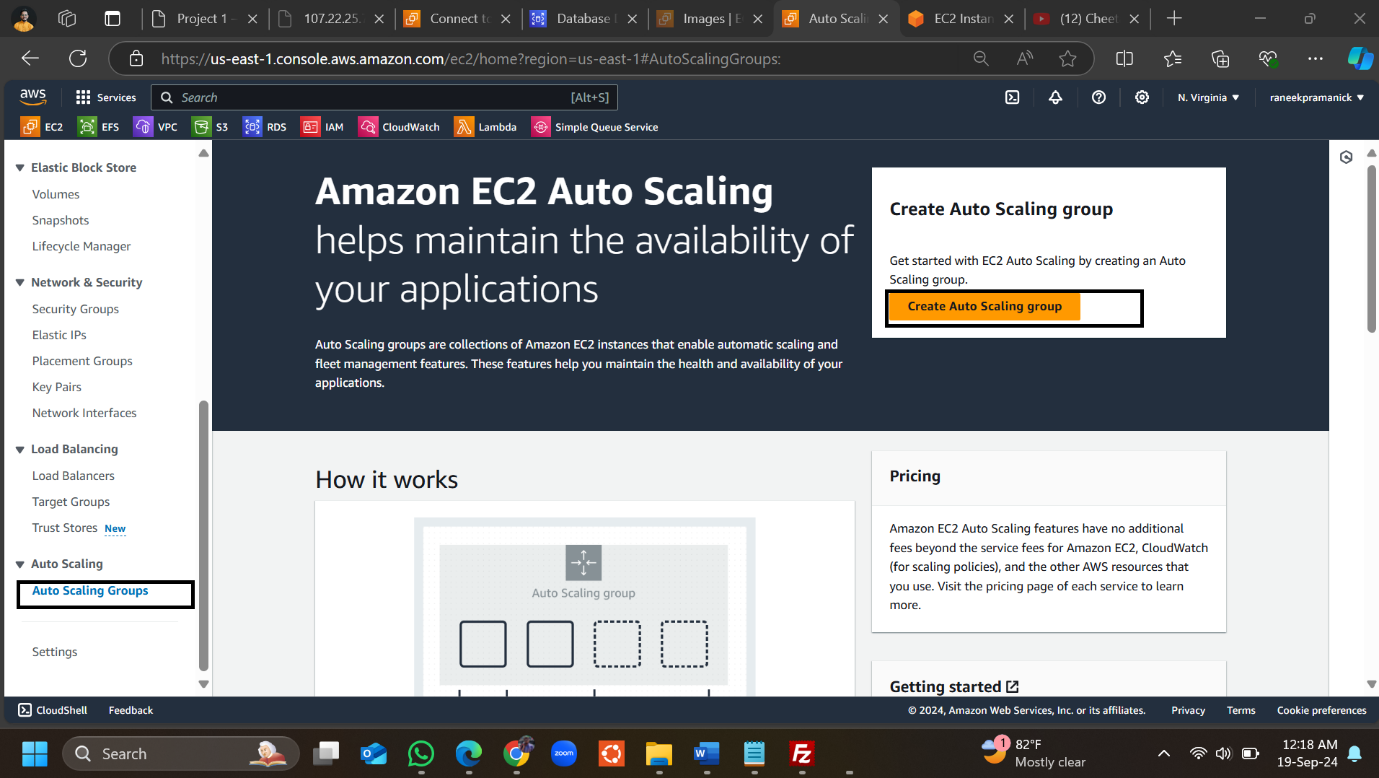 Project 1 –
107.22.25.
Connect to
Database
Images | E
Auto Scali
EC2 Instan
(12) Cheet
https://us-east-1.console.aws.amazon.com/ec2/home?region=us-east-1#AutoScalingGroups:
aws
Services
Search
[Alt+S]
N. Virginia
raneekpramanick
EC2
EFS
VPC
S3
RDS
IAM
CloudWatch
Lambda
Simple Queue Service
Elastic Block Store
Volumes
Snapshots
Lifecycle Manager
Network & Security
Security Groups
Elastic IPs
Placement Groups
Key Pairs
Network Interfaces
Load Balancing
Load Balancers
Target Groups
Trust Stores New
Auto Scaling
Auto Scaling Groups
Settings
Amazon EC2 Auto Scaling
helps maintain the availability of
your applications
Auto Scaling groups are collections of Amazon EC2 instances that enable automatic scaling and
fleet management features. These features help you maintain the health and availability of your
applications.
Create Auto Scaling group
Get started with EC2 Auto Scaling by creating an Auto
Scaling group.
Create Auto Scaling group
How it works
Auto Scaling group
Pricing
Amazon EC2 Auto Scaling features have no additional
fees beyond the service fees for Amazon EC2, CloudWatch
(for scaling policies), and the other AWS resources that
you use. Visit the pricing page of each service to learn
more.
Getting started
CloudShell
Feedback
© 2024, Amazon Web Services, Inc. or its affiliates.
Privacy
Terms
Cookie preferences
Search
zoom
1
82°F
Mostly clear
12:18 AM
19-Sep-24